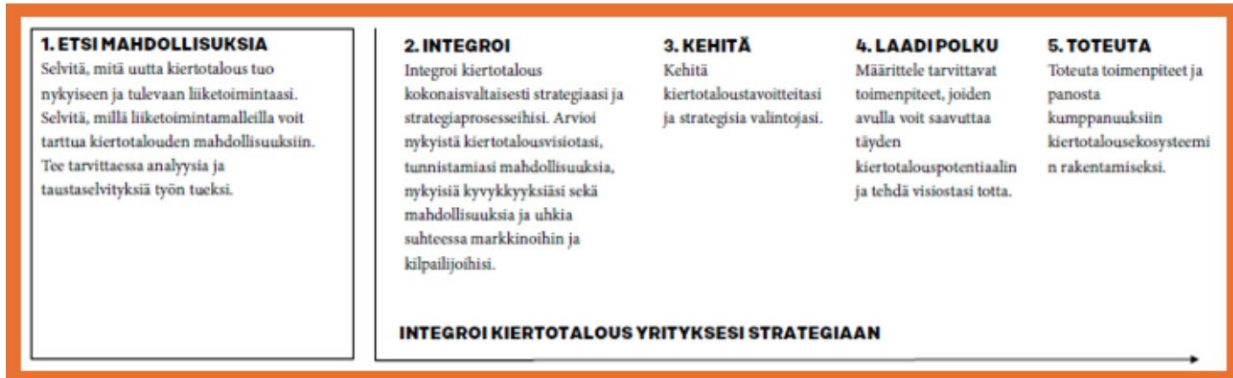 1. ETSI MAHDOLLISUKSIA
Selvitä, mitä uutta kiertotalous tuo
nykyiseen ja tulevaan liiketoimintaasi.
Selvitä, millä liiketoimintamalleilla voit
tarttua kiertotalouden mahdollisuuksiin.
Tee tarvittaessa analyysia ja
taustaselvityksiä työn tueksi.
2. INTEGROI
Integroi kiertotalous
kokonaisvaltaisesti strategiaasi ja
strategiaprosesseihisi. Arvioi
nykyistä kiertotalousvisiotasi,
tunnistamiasi mahdollisuuksia,
nykyisiä kyvykkyyksiäsi sekä
mahdollisuuksia ja uhkia
suhteessa markkinoihin ja
kilpailijoihisi.
3. KEHITÄ
Kehitä
kiertotaloustavoitteitasi
ja strategisia valintojasi.
4. LAADI POLKU
Määrittele tarvittavat
toimenpiteet, joiden
avulla voit saavuttaa
täyden
kiertotalouspotentiaalin
ja tehdä visiostasi totta.
5. TOTEUTA
Toteuta toimenpiteet ja
panosta
kumppanuuksiin
kiertotalousekosysteemi
n rakentamiseksi.
INTEGROI KIERTOTALOUS YRITYKSESI STRATEGIAAN